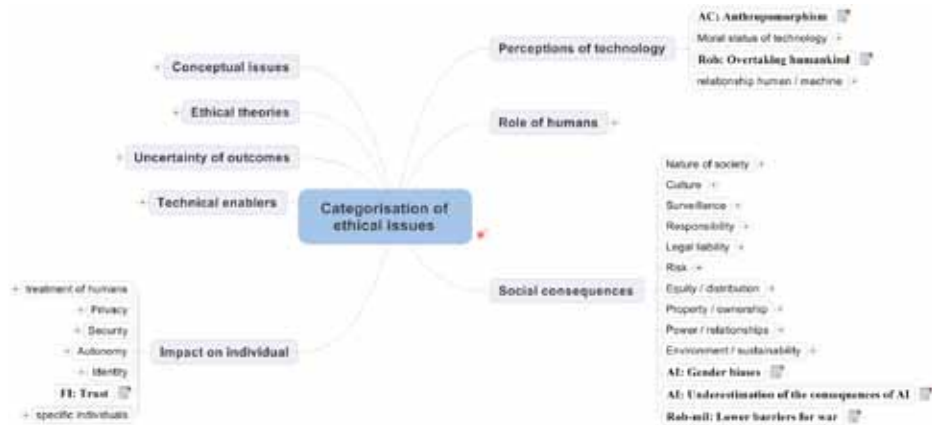 Conceptual issues
Ethical theories
Uncertainty of outcomes
Technical enablers
Categorisation of
ethical issues
Impact on individual
treatment of humans
Privacy
Security
Autonomy
Identity
FI: Trust
specific individuals
Perceptions of technology
AC: Anthropomorphism
Moral status of technology
Rob: Overtaking humankind
relationship human / machine
Role of humans
Social consequences
Nature of society
Culture
Surveillance
Responsibility
Legal liability
Risk
Equity / distribution
Property / ownership
Power / relationships
Environment / sustainability
AI: Gender biases
AI: Underestimation of the consequences of AI
Rob-mil: Lower barriers for war